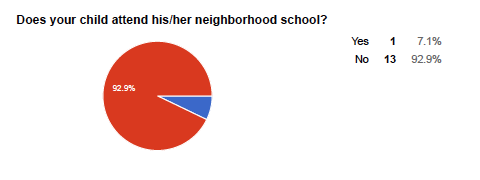 Does your child attend his/her neighborhood school?
Yes 1 7.1%
No 13 92.9%
92.9%